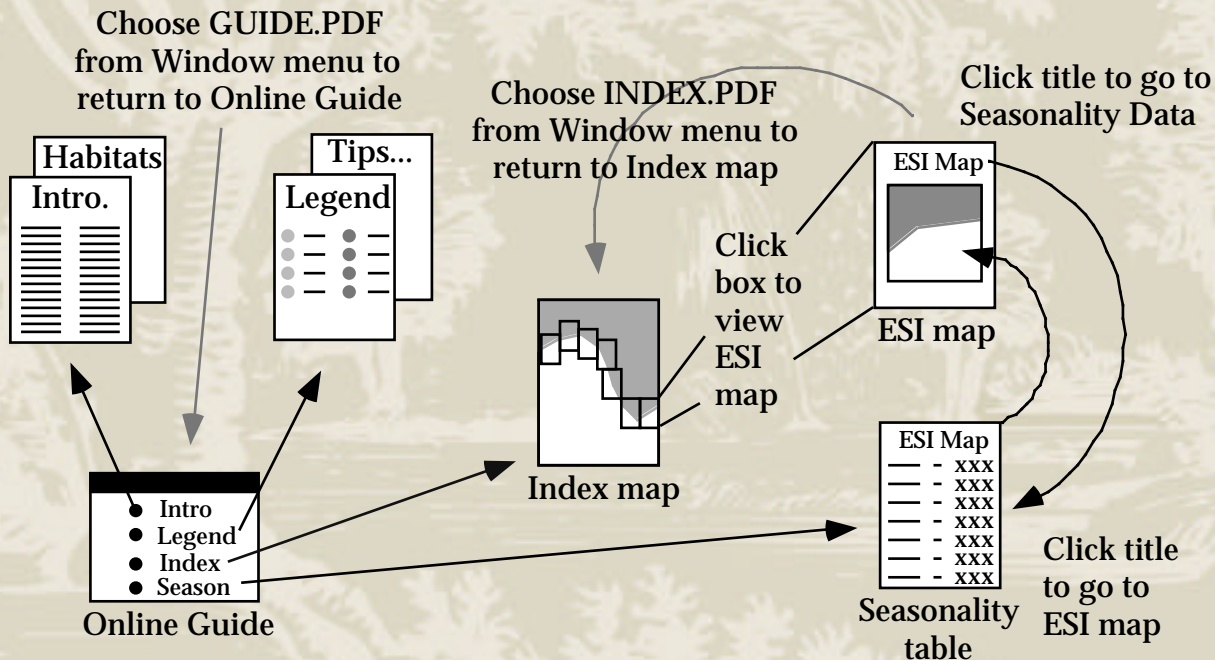 Choose GUIDE.PDF
from Window menu to
return to Online Guide
Habitats
Intro.
Tips...
Legend
Choose INDEX.PDF
from Window menu to
return to Index map
Click title to go to
Seasonality Data
ESI Map
ESI map
Click
box to
view
ESI
map
Index map
Intro
Legend
Index
Season
Online Guide
ESI Map
- xxx
- xxx
- xxx
- xxx
- xxx
- xxx
- xxx
Seasonality
table
Click title
to go to
ESI map